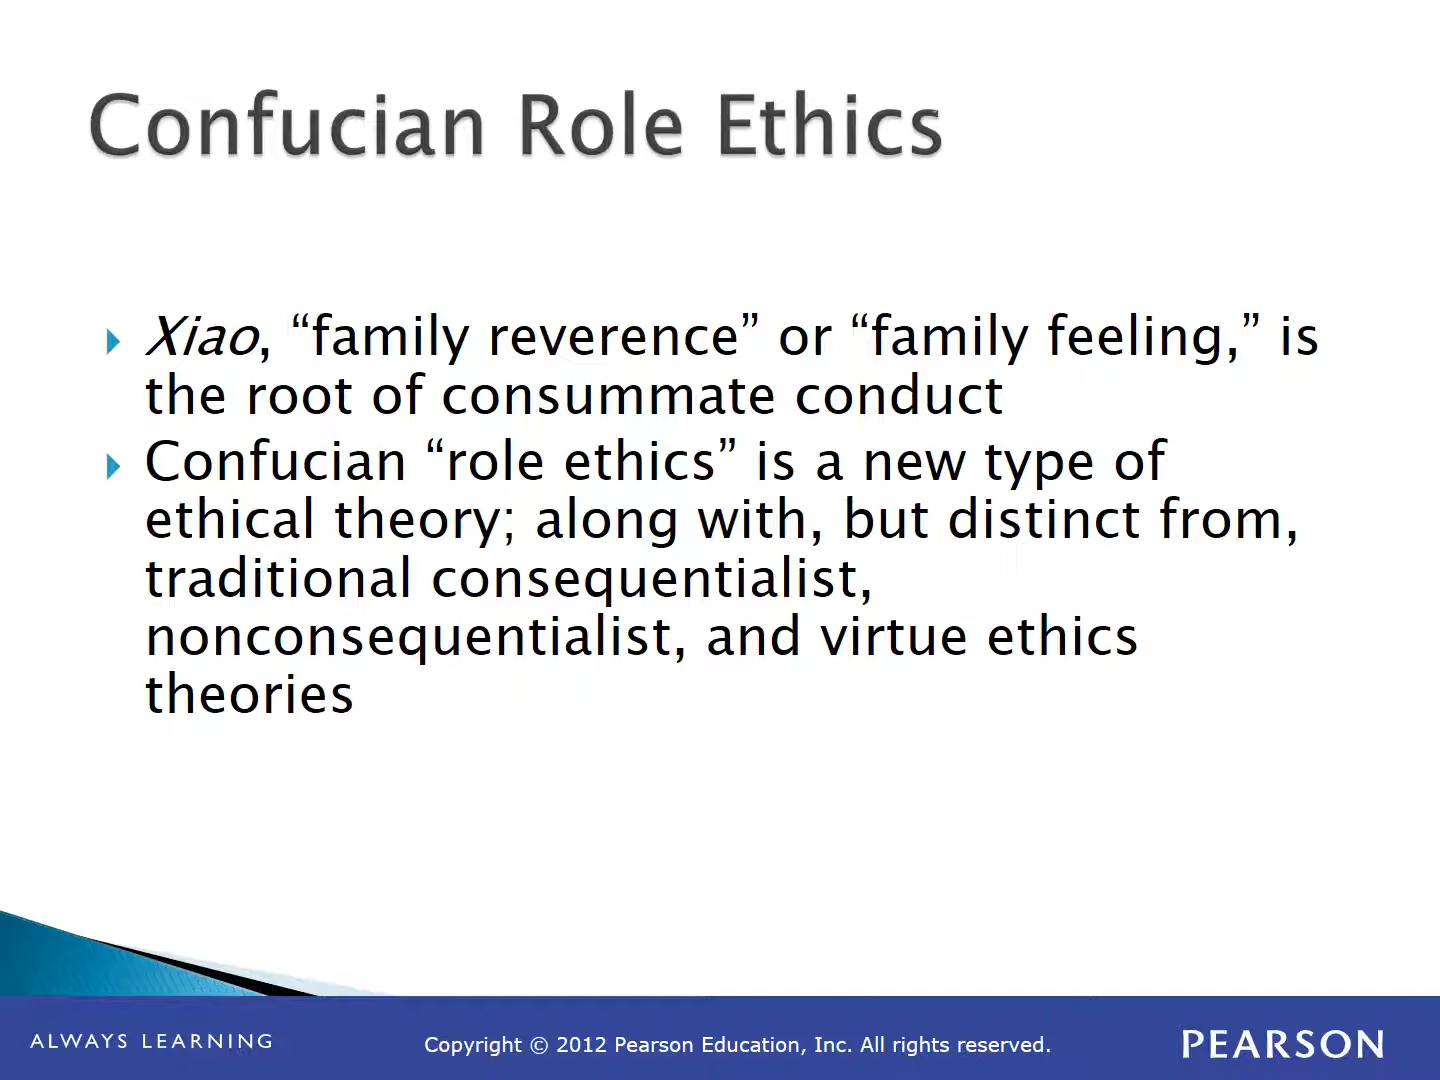 Confucian Role Ethics
Xiao, “family reverence” or “family feeling,” is
the root of consummate conduct
Confucian “role ethics” is a new type of
ethical theory; along with, but distinct from,
traditional consequentialist,
nonconsequentialist, and virtue ethics
theories
ALWAYS LEARNING
Copyright © 2012 Pearson Education, Inc. All rights reserved.
PEARSON